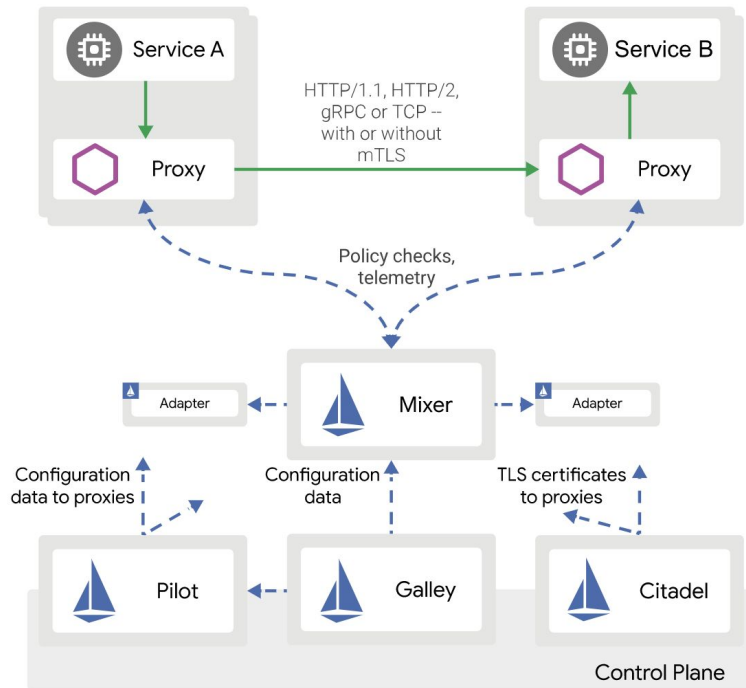 Service A
Service B
HTTP/1.1, HTTP/2,
gRPC or TCP --
with or without
mTLS
Proxy
Proxy
Policy checks,
telemetry
Mixer
Adapter
Adapter
Configuration
data to proxies
Configuration
data
TLS certificates
to proxies
Pilot
Galley
Citadel
Control Plane